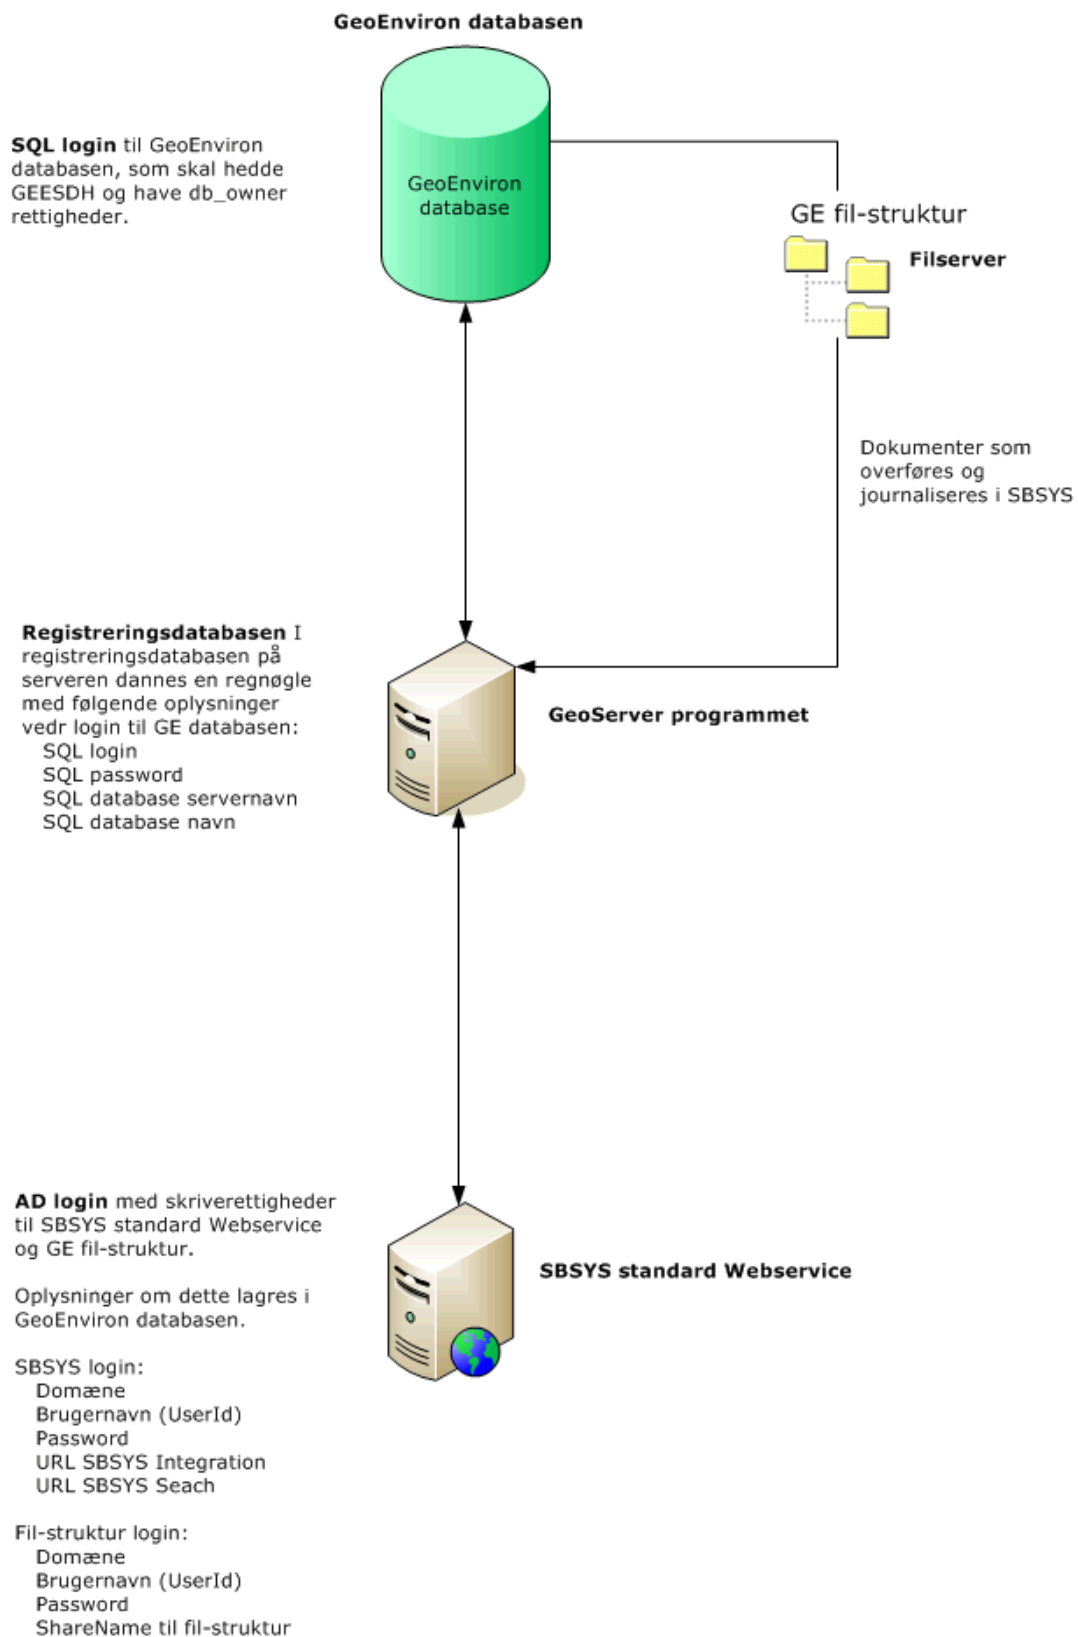 GeoEnviron databasen
SQL login til GeoEnviron
databasen, som skal hedde
GEESDH og have db_owner
rettigheder.
GeoEnviron
database
GE fil-struktur
Filserver
Dokumenter som
overføres og
journaliseres i SBSYS
Registreringsdatabasen I
registreringsdatabasen på
serveren dannes en regnøgle
med følgende oplysninger
vedr login til GE databasen:
SQL login
SQL password
SQL database servernavn
SQL database navn
GeoServer programmet
AD login med skriverettigheder
til SBSYS standard Webservice
og GE fil-struktur.
Oplysninger om dette lagres i
GeoEnviron databasen.
SBSYS login:
Domæne
Brugernavn (UserId)
Password
URL SBSYS Integration
URL SBSYS Seach
Fil-struktur login:
Domæne
Brugernavn (UserId)
Password
ShareName til fil-struktur
SBSYS standard Webservice